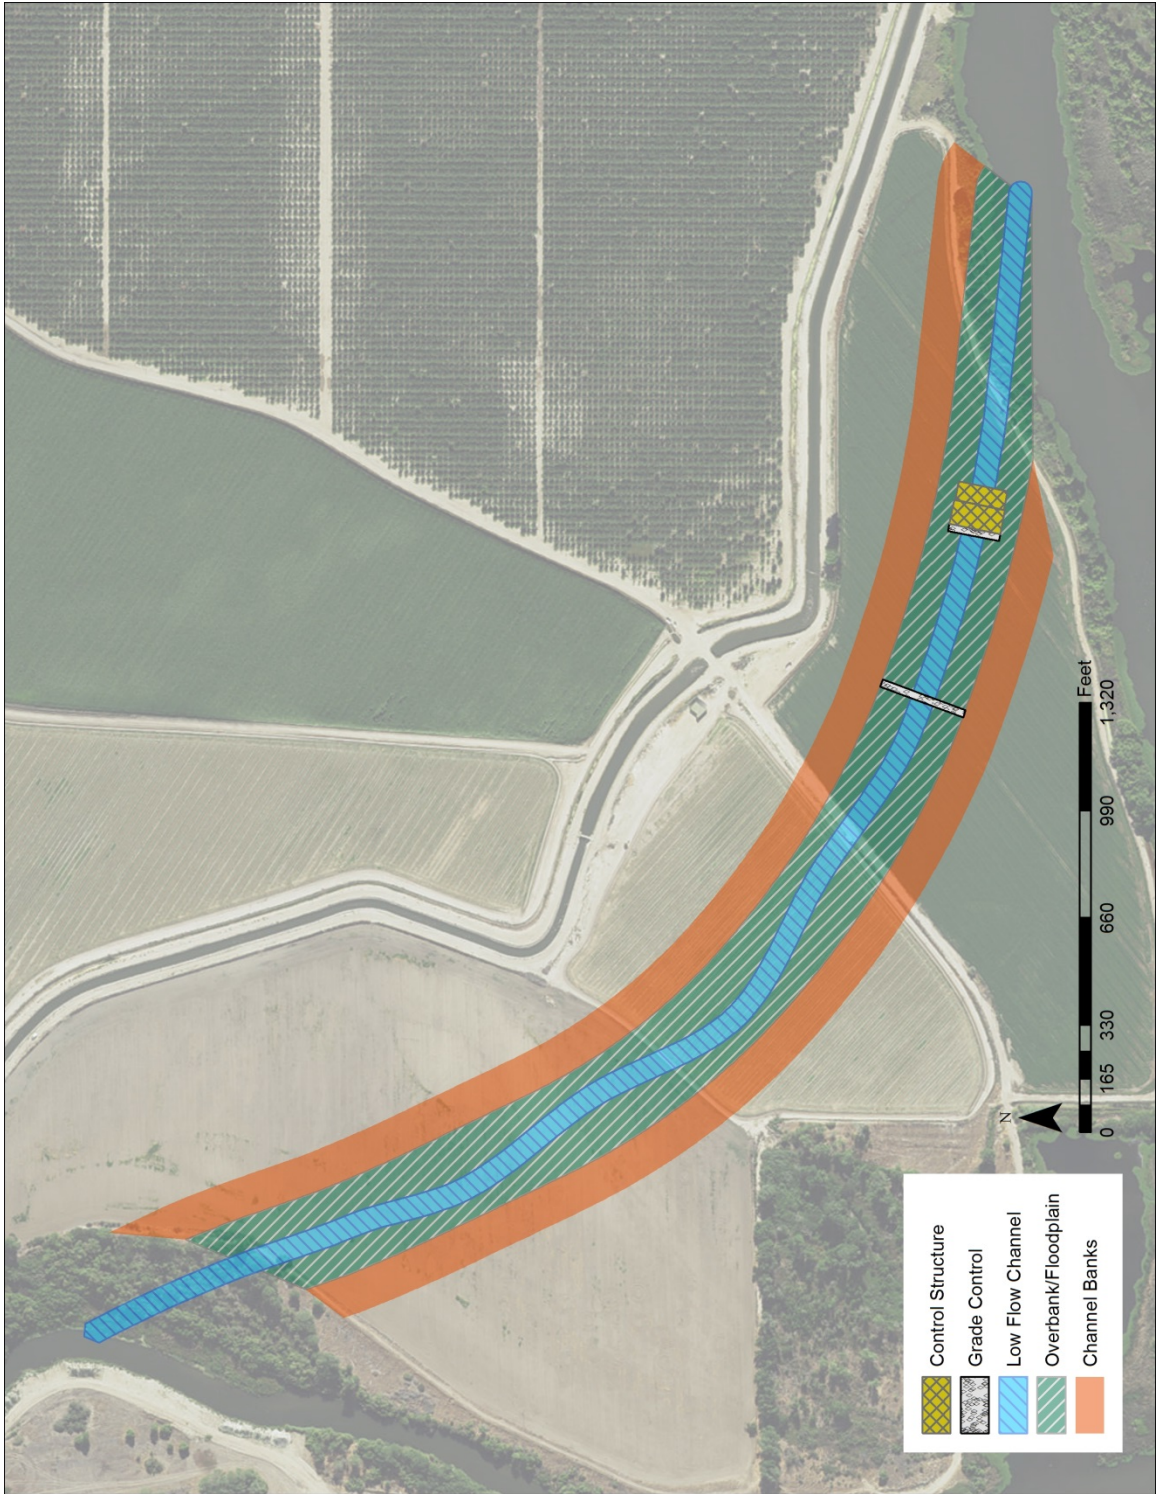 Control Structure
Grade Control
Low Flow Channel
Overbank/Floodplain
Channel Banks
N
0 165 330 660 990 1,320
Feet